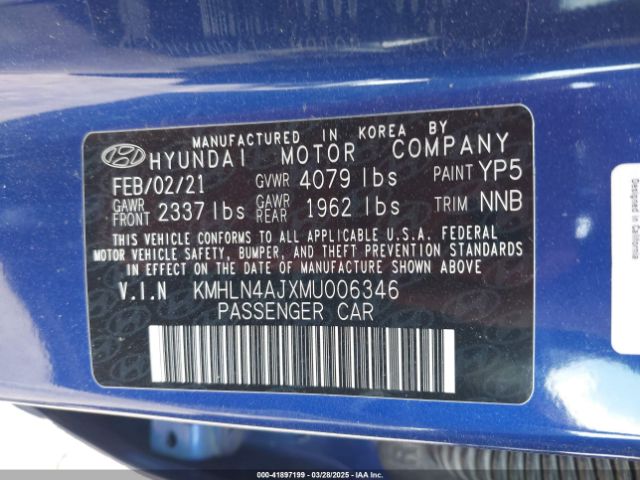 MANUFACTURED IN KOREA BY
HYUNDAI MOTOR COMPANY
FEB/02/21 GVWR 4079 lbs PAINT YP5
GAWR FRONT 2337 lbs GAWR REAR 1962 lbs TRIM NNB
THIS VEHICLE CONFORMS TO ALL APPLICABLE U.S.A. FEDERAL
MOTOR VEHICLE SAFETY, BUMPER, AND THEFT PREVENTION STANDARDS
IN EFFECT ON THE DATE OF MANUFACTURE SHOWN ABOVE
V.I.N KMHLN4AJXMU006346
PASSENGER CAR
Designed in California
000-41897199 | 03/28/2025 — IAA, Inc.